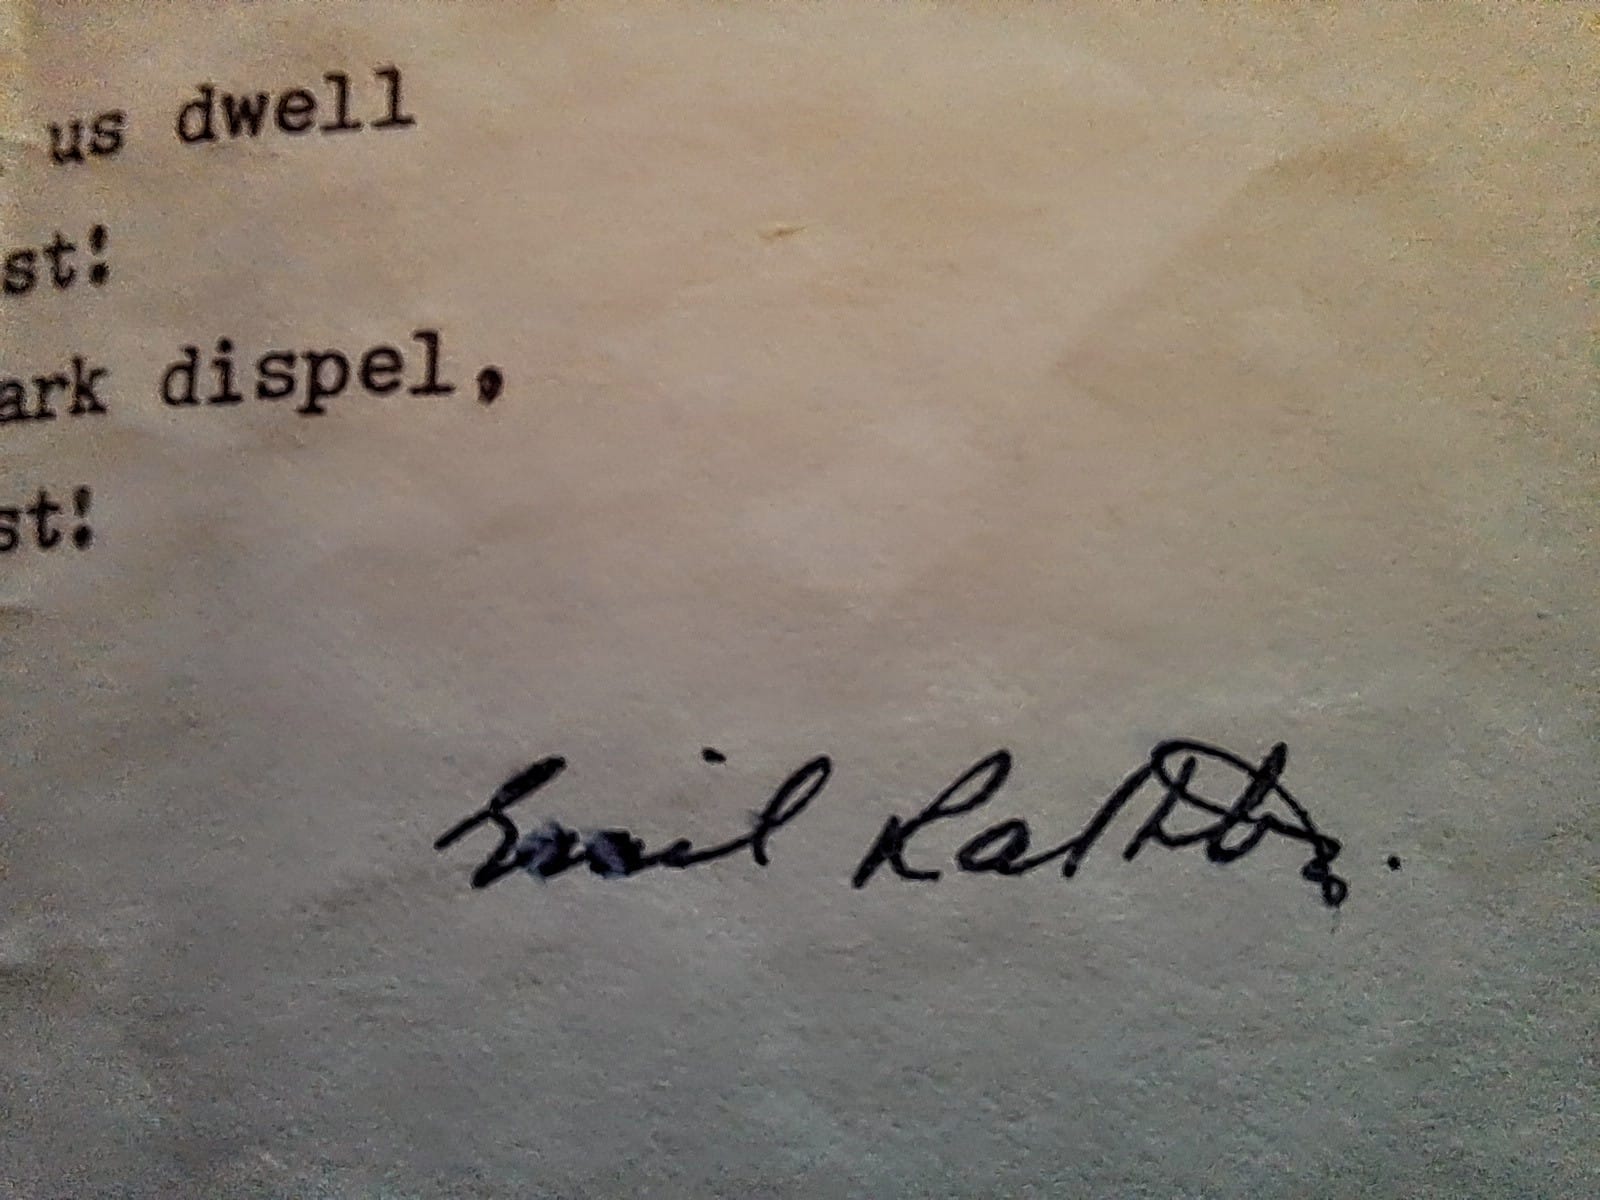 us dwell
st!
ark dispel,
st!